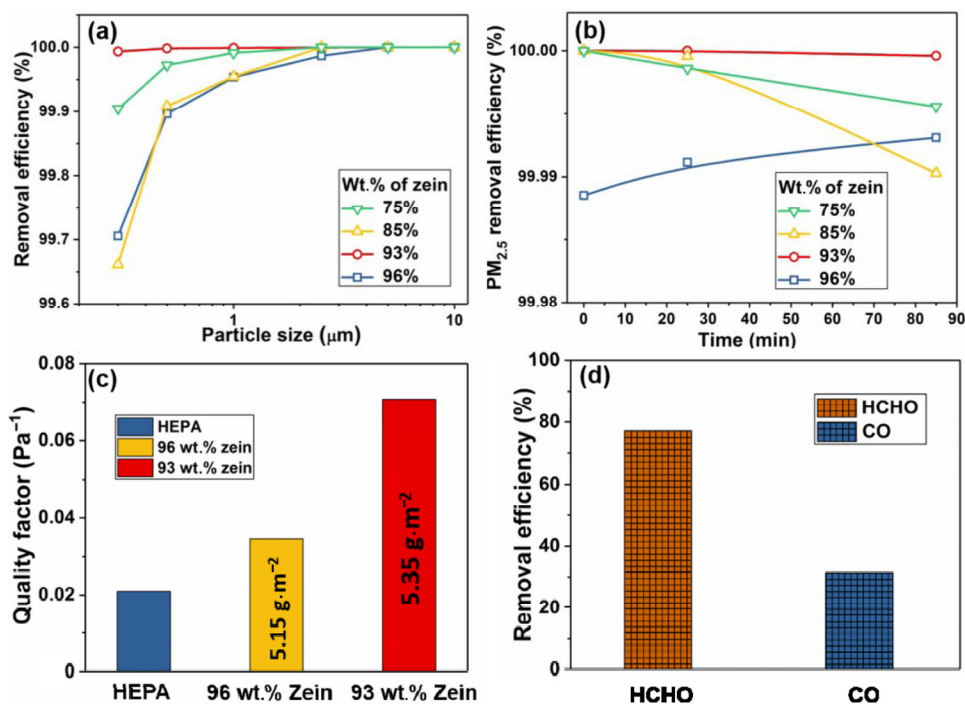 (a)
Removal efficiency (%)
100.0
99.9
99.8
99.7
99.6
Wt.% of zein
75%
85%
93%
96%
1
10
Particle size (μm)
(b)
PM2.5 removal efficiency (%)
100.00
99.99
99.98
Wt.% of zein
75%
85%
93%
96%
0 10 20 30 40 50 60 70 80 90
Time (min)
(c)
Quality factor (Pa⁻¹)
0.08
0.06
0.04
0.02
0
HEPA
96 wt.% zein
93 wt.% zein
5.15 g·m⁻²
5.35 g·m⁻²
HEPA 96 wt.% Zein 93 wt.% Zein
(d)
Removal efficiency (%)
100
80
60
40
20
0
HCHO
CO
HCHO CO